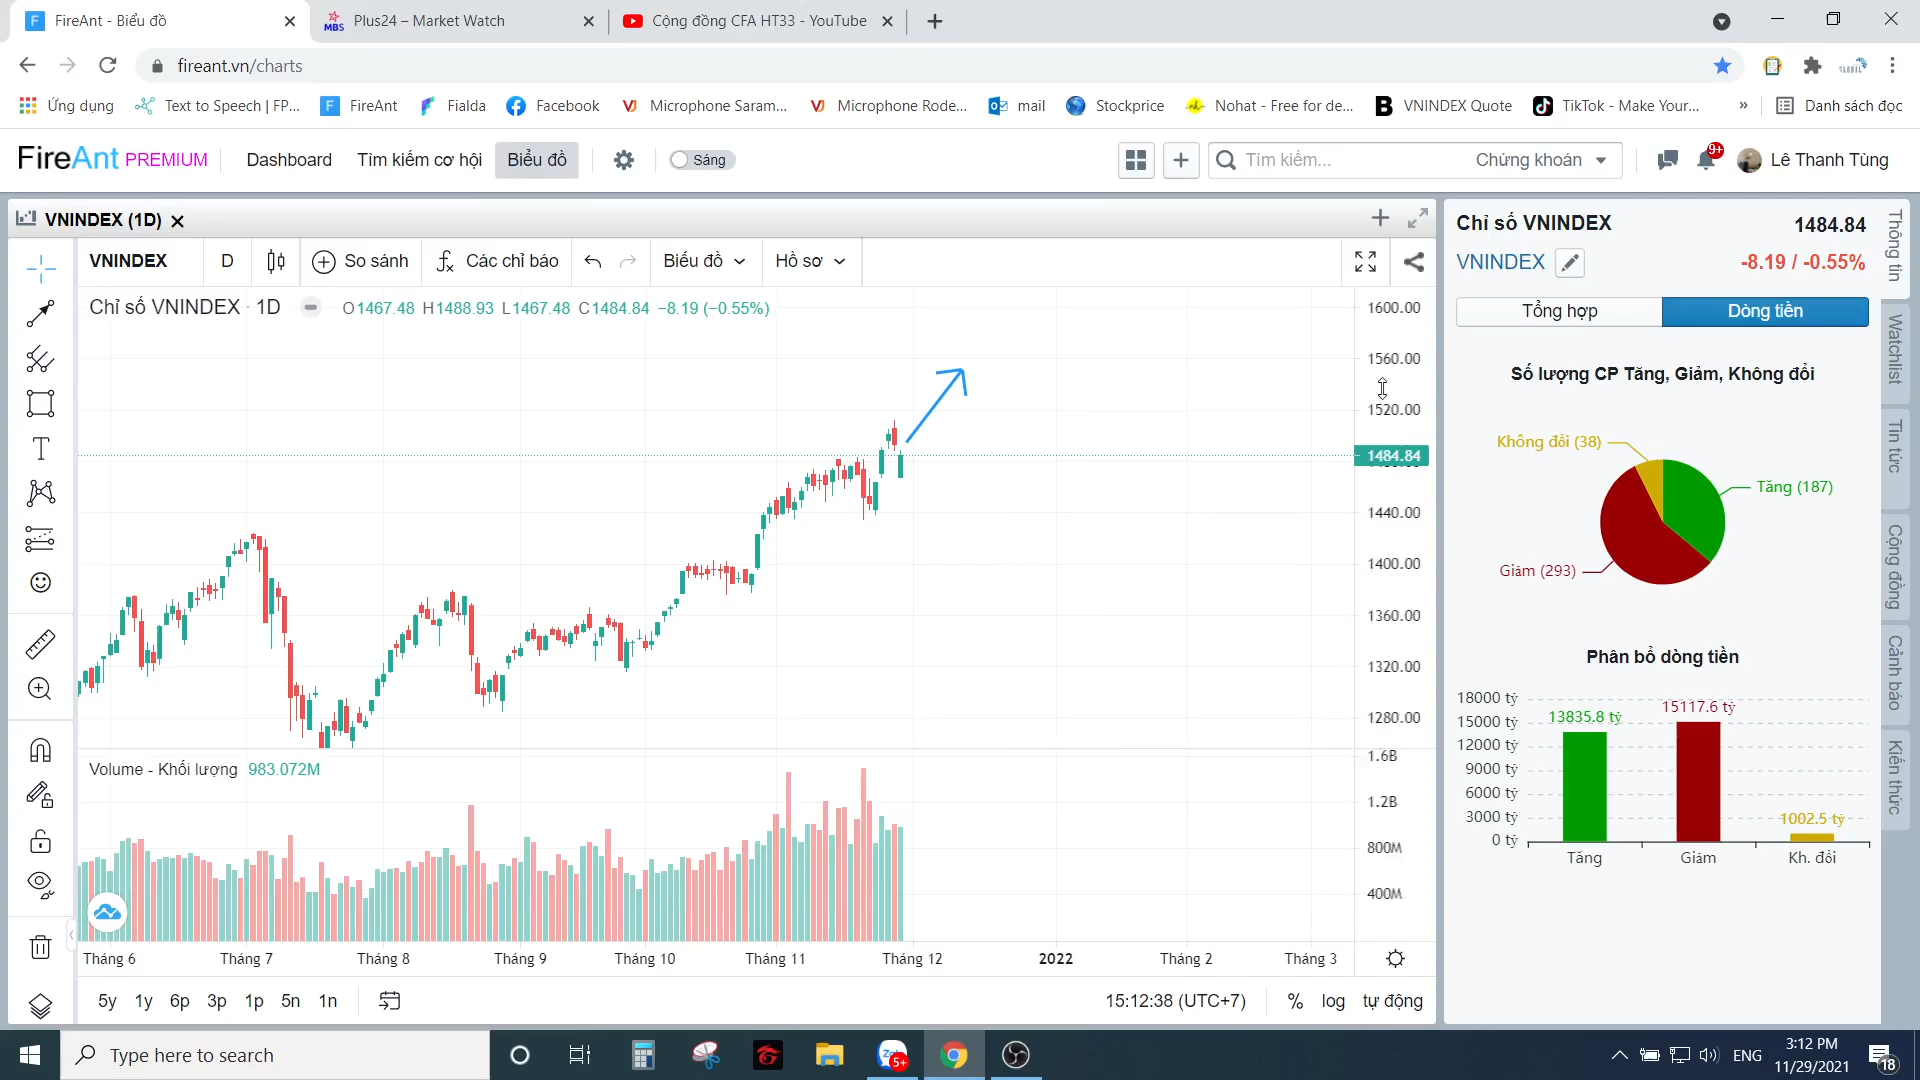 FireAnt - Biểu đồ
Plus24 – Market Watch
Cộng đồng CFA HT33 - YouTube
fireant.vn/charts
Ứng dụng
Text to Speech | FP...
FireAnt
Fialda
Facebook
Microphone Saram...
Microphone Rode...
mail
Stockprice
Nohat - Free for de...
VNINDEX Quote
TikTok - Make Your...
»
Danh sách đọc
FireAnt PREMIUM
Dashboard
Tìm kiếm cơ hội
Biểu đồ
Sáng
Tìm kiếm...
Chứng khoán
9+
Lê Thanh Tùng
VNINDEX (1D)
VNINDEX
D
So sánh
Các chỉ báo
Biểu đồ
Hồ sơ
Chỉ số VNINDEX · 1D
O1467.48 H1488.93 L1467.48 C1484.84 −8.19 (−0.55%)
1600.00
1560.00
1520.00
1484.84
1440.00
1400.00
1360.00
1320.00
1280.00
Volume - Khối lượng 983.072M
1.6B
1.2B
800M
400M
Tháng 6
Tháng 7
Tháng 8
Tháng 9
Tháng 10
Tháng 11
Tháng 12
2022
Tháng 2
Tháng 3
5y
1y
6p
3p
1p
5n
1n
15:12:38 (UTC+7)
%
log
tự động
Chỉ số VNINDEX
1484.84
VNINDEX
-8.19 / -0.55%
Tổng hợp
Dòng tiền
Số lượng CP Tăng, Giảm, Không đổi
Không đổi (38)
Tăng (187)
Giảm (293)
Phân bổ dòng tiền
18000 tỷ
15000 tỷ
12000 tỷ
9000 tỷ
6000 tỷ
3000 tỷ
0 tỷ
13835.8 tỷ
15117.6 tỷ
1002.5 tỷ
Tăng
Giảm
Kh. đổi
Thông tin
Watchlist
Tin tức
Cộng đồng
Cảnh báo
Kiến thức
Type here to search
5+
ENG
3:12 PM
11/29/2021
18